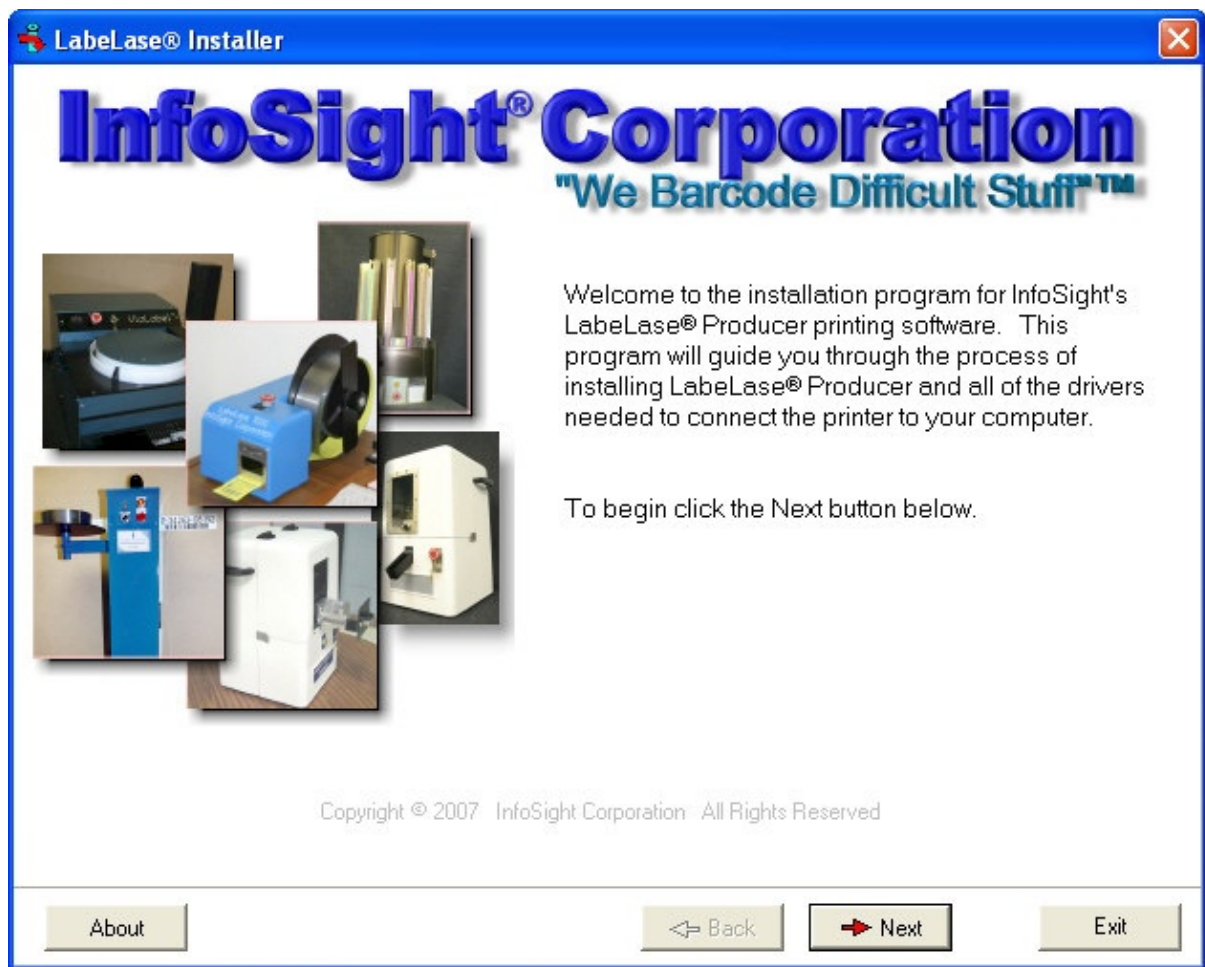 LabeLase® Installer
InfoSight® Corporation
"We Barcode Difficult Stuff"™
Welcome to the installation program for InfoSight's
LabeLase® Producer printing software. This
program will guide you through the process of
installing LabeLase® Producer and all of the drivers
needed to connect the printer to your computer.
To begin click the Next button below.
Copyright © 2007 InfoSight Corporation All Rights Reserved
About
Back
Next
Exit